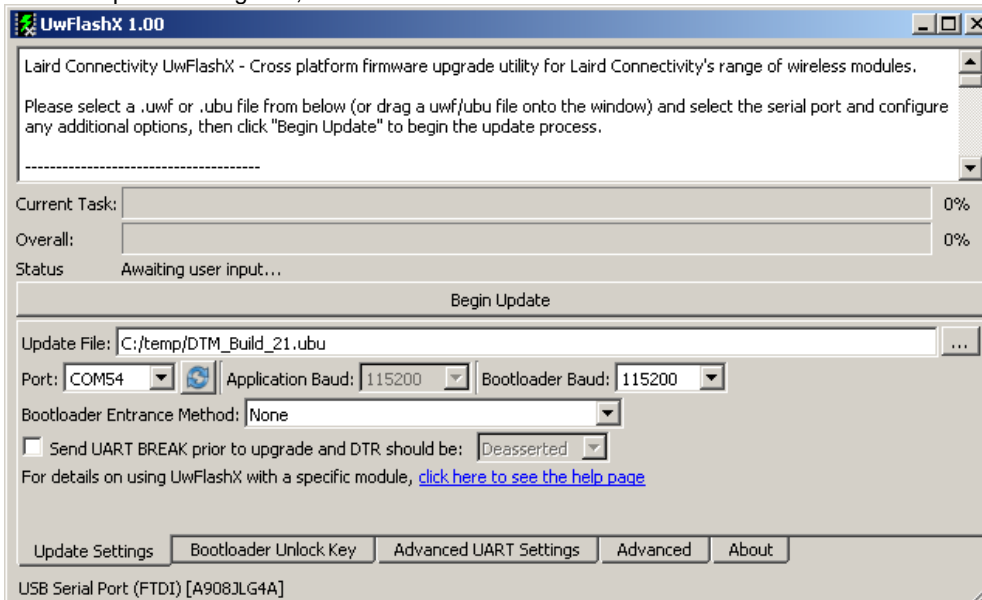 UwFlashX 1.00
Laird Connectivity UwFlashX - Cross platform firmware upgrade utility for Laird Connectivity's range of wireless modules.
Please select a .uwf or .ubu file from below (or drag a uwf/ubu file onto the window) and select the serial port and configure
any additional options, then click "Begin Update" to begin the update process.
-------------------------------------
Current Task: 0%
Overall: 0%
Status Awaiting user input...
Begin Update
Update File: C:/temp/DTM_Build_21.ubu ...
Port: COM54 Application Baud: 115200 Bootloader Baud: 115200
Bootloader Entrance Method: None
Send UART BREAK prior to upgrade and DTR should be: Deasserted
For details on using UwFlashX with a specific module, click here to see the help page
Update Settings Bootloader Unlock Key Advanced UART Settings Advanced About
USB Serial Port (FTDI) [A908JLG4A]